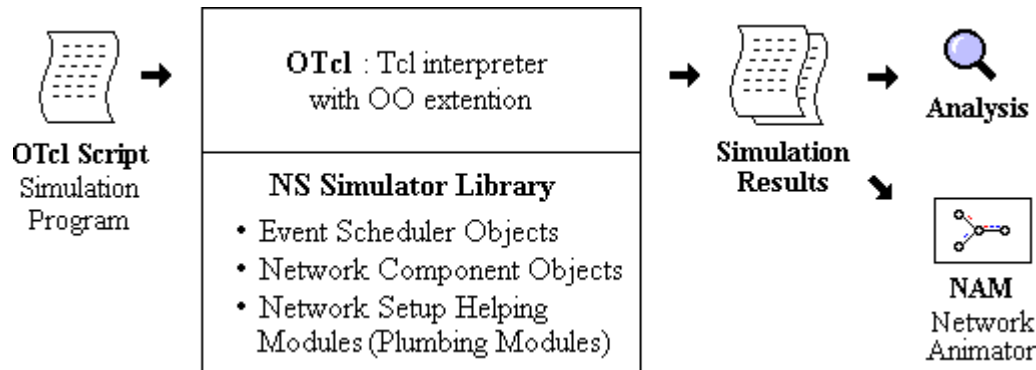 OTcl Script
Simulation
Program
OTcl : Tcl interpreter
with OO extention
NS Simulator Library
• Event Scheduler Objects
• Network Component Objects
• Network Setup Helping
Modules (Plumbing Modules)
Simulation
Results
Analysis
NAM
Network
Animator